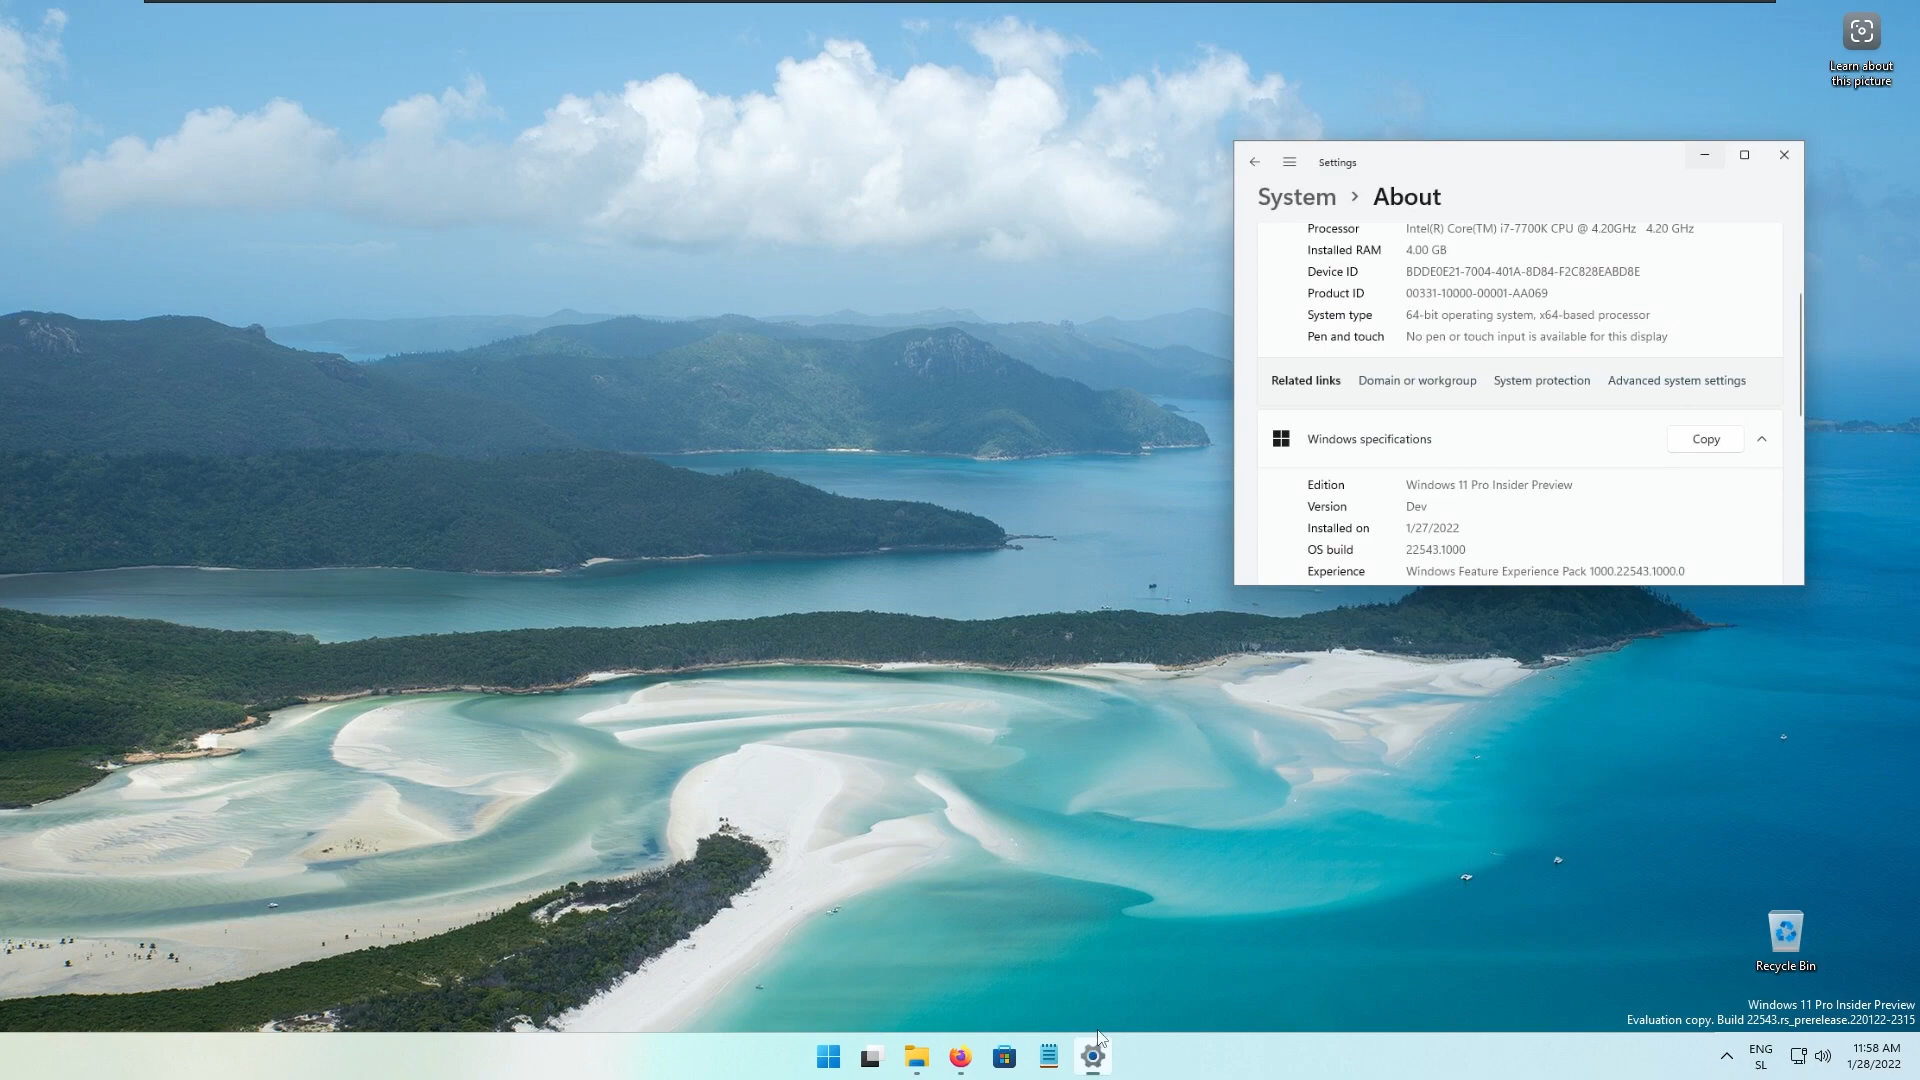 Learn about
this picture
Settings
System > About
Processor Intel(R) Core(TM) i7-7700K CPU @ 4.20GHz 4.20 GHz
Installed RAM 4.00 GB
Device ID BDDE0E21-7004-401A-8D84-F2C828EABD8E
Product ID 00331-10000-00001-AA069
System type 64-bit operating system, x64-based processor
Pen and touch No pen or touch input is available for this display
Related links Domain or workgroup System protection Advanced system settings
Windows specifications Copy
Edition Windows 11 Pro Insider Preview
Version Dev
Installed on 1/27/2022
OS build 22543.1000
Experience Windows Feature Experience Pack 1000.22543.1000.0
Recycle Bin
Windows 11 Pro Insider Preview
Evaluation copy. Build 22543.rs_prerelease.220122-2315
ENG
SL
11:58 AM
1/28/2022